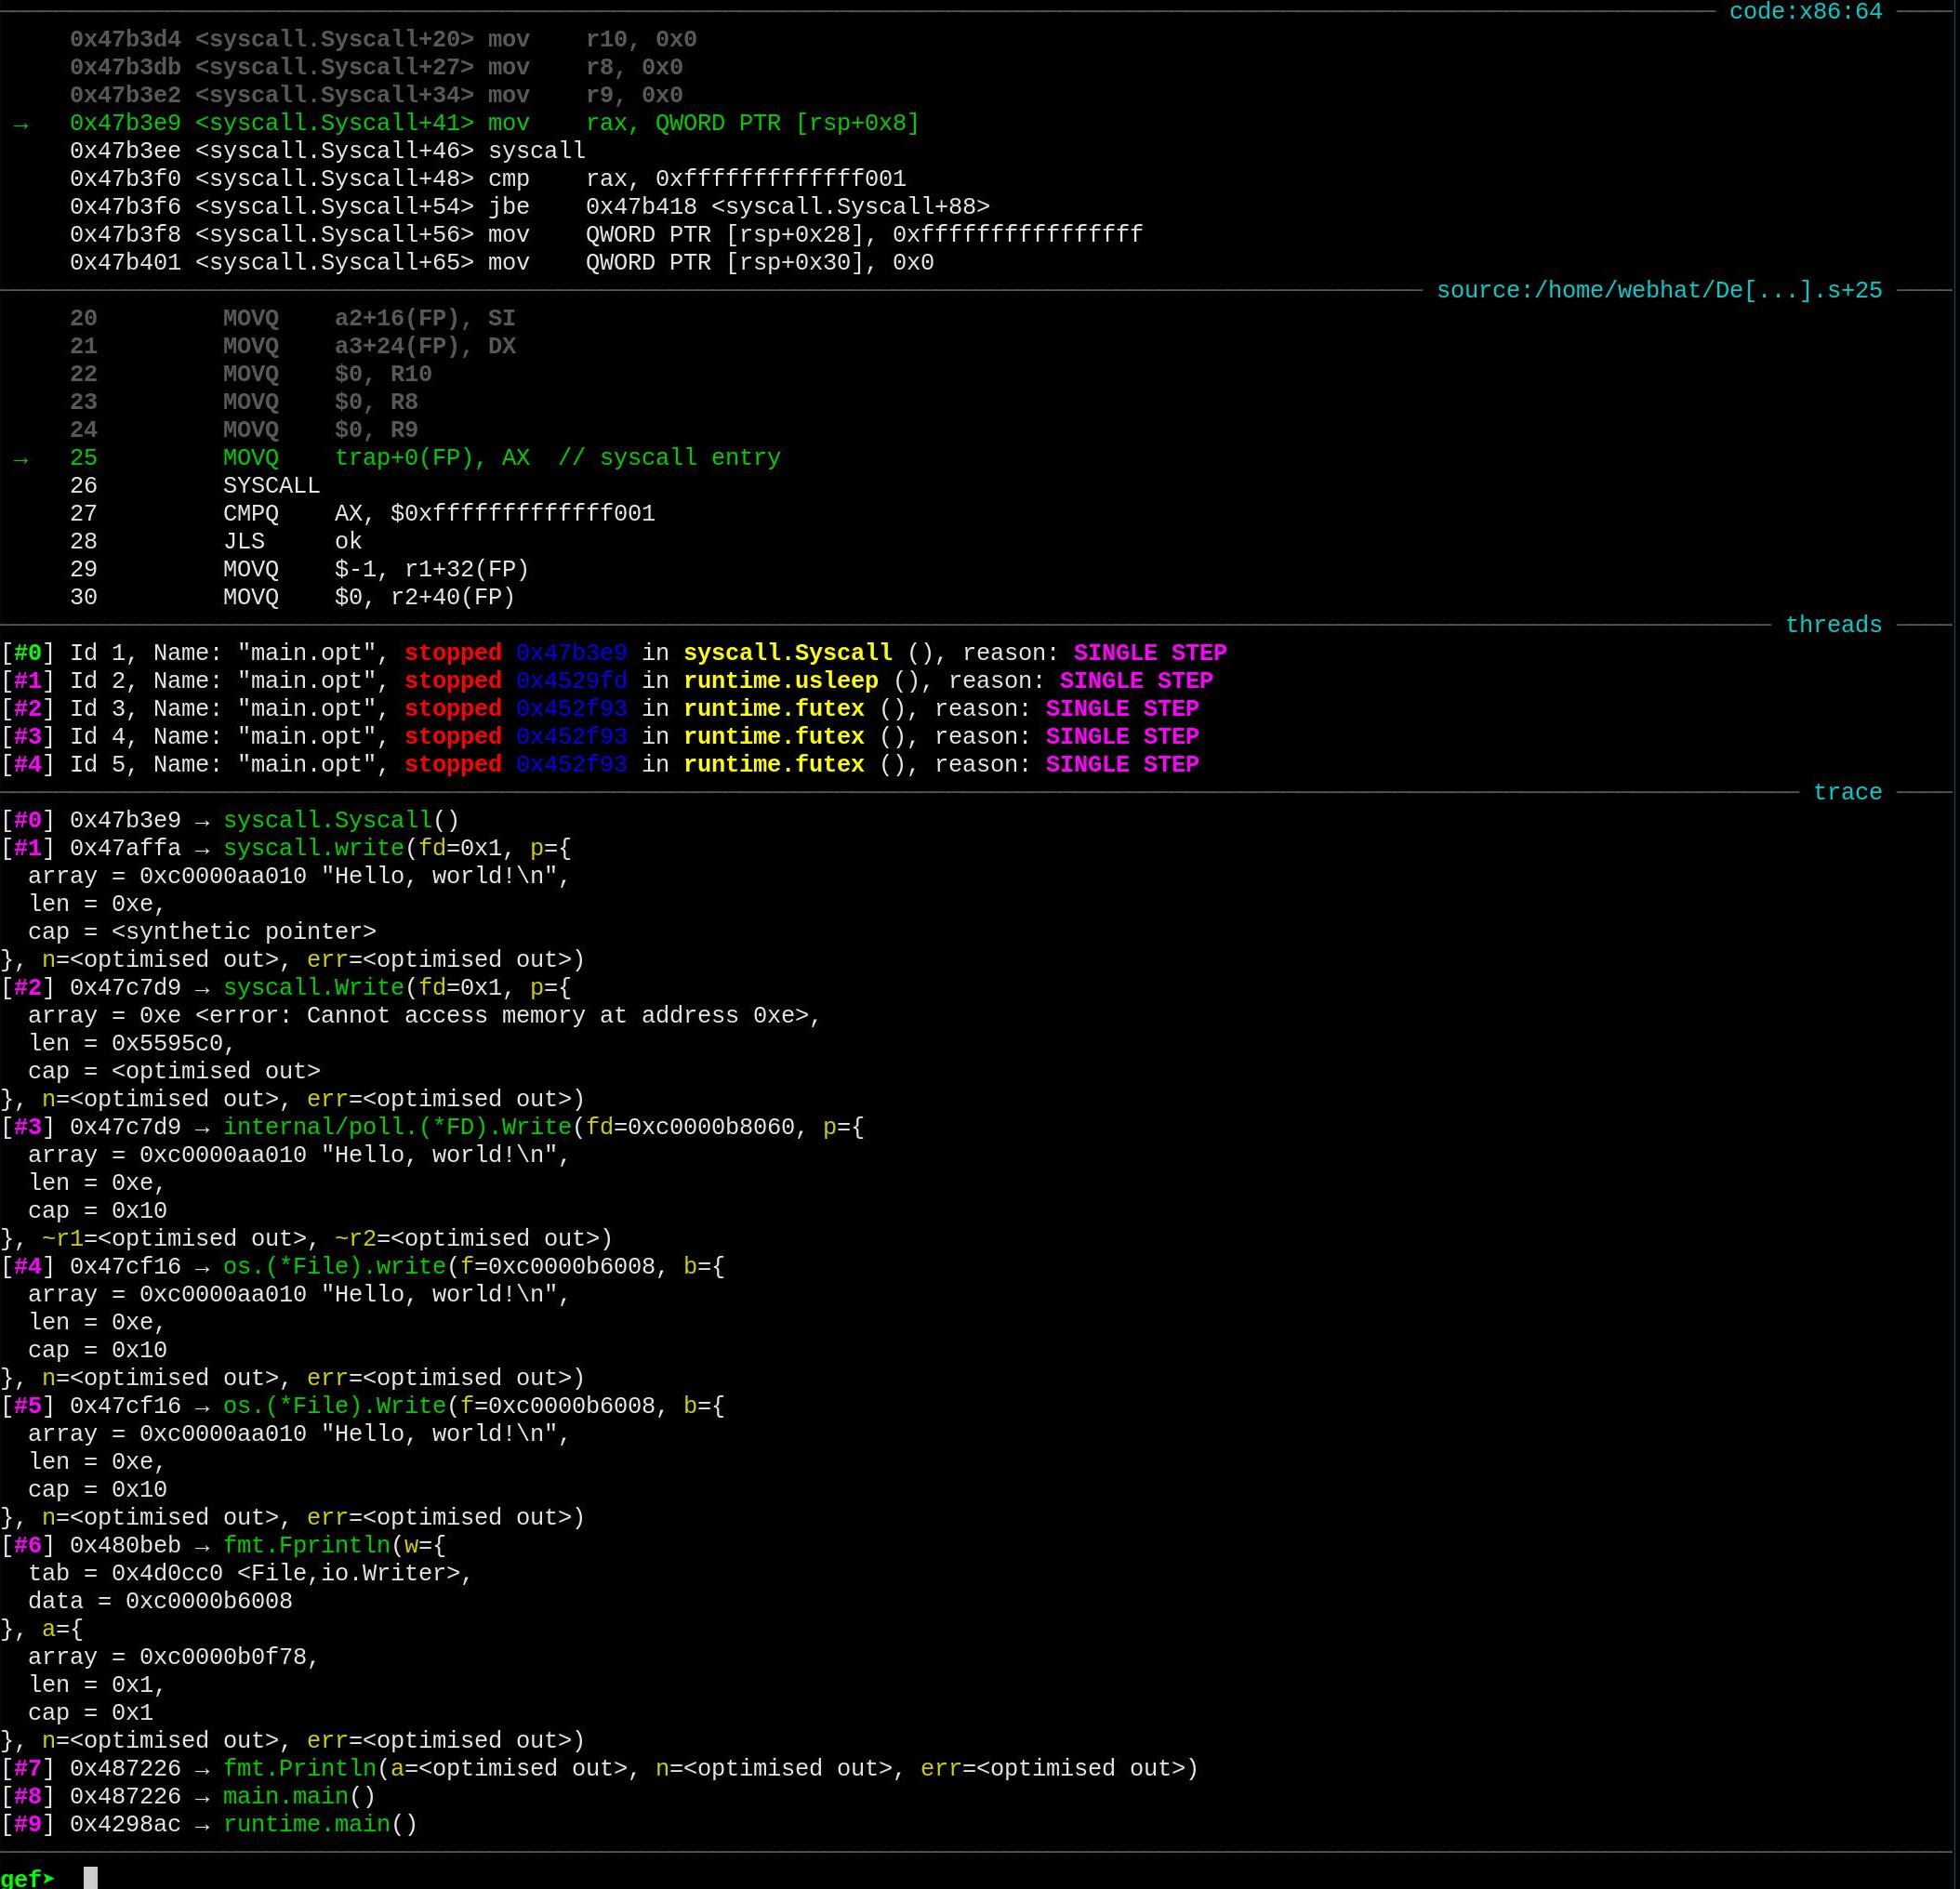 code:x86:64
0x47b3d4 <syscall.Syscall+20> mov    r10, 0x0
0x47b3db <syscall.Syscall+27> mov    r8, 0x0
0x47b3e2 <syscall.Syscall+34> mov    r9, 0x0
→   0x47b3e9 <syscall.Syscall+41> mov    rax, QWORD PTR [rsp+0x8]
0x47b3ee <syscall.Syscall+46> syscall
0x47b3f0 <syscall.Syscall+48> cmp    rax, 0xfffffffffffff001
0x47b3f6 <syscall.Syscall+54> jbe    0x47b418 <syscall.Syscall+88>
0x47b3f8 <syscall.Syscall+56> mov    QWORD PTR [rsp+0x28], 0xffffffffffffffff
0x47b401 <syscall.Syscall+65> mov    QWORD PTR [rsp+0x30], 0x0
source:/home/webhat/De[...].s+25
20         MOVQ    a2+16(FP), SI
21         MOVQ    a3+24(FP), DX
22         MOVQ    $0, R10
23         MOVQ    $0, R8
24         MOVQ    $0, R9
→   25         MOVQ    trap+0(FP), AX  // syscall entry
26         SYSCALL
27         CMPQ    AX, $0xfffffffffffff001
28         JLS     ok
29         MOVQ    $-1, r1+32(FP)
30         MOVQ    $0, r2+40(FP)
threads
[#0] Id 1, Name: "main.opt", stopped 0x47b3e9 in syscall.Syscall (), reason: SINGLE STEP
[#1] Id 2, Name: "main.opt", stopped 0x4529fd in runtime.usleep (), reason: SINGLE STEP
[#2] Id 3, Name: "main.opt", stopped 0x452f93 in runtime.futex (), reason: SINGLE STEP
[#3] Id 4, Name: "main.opt", stopped 0x452f93 in runtime.futex (), reason: SINGLE STEP
[#4] Id 5, Name: "main.opt", stopped 0x452f93 in runtime.futex (), reason: SINGLE STEP
trace
[#0] 0x47b3e9 → syscall.Syscall()
[#1] 0x47affa → syscall.write(fd=0x1, p={
  array = 0xc0000aa010 "Hello, world!\n",
  len = 0xe,
  cap = <synthetic pointer>
}, n=<optimised out>, err=<optimised out>)
[#2] 0x47c7d9 → syscall.Write(fd=0x1, p={
  array = 0xe <error: Cannot access memory at address 0xe>,
  len = 0x5595c0,
  cap = <optimised out>
}, n=<optimised out>, err=<optimised out>)
[#3] 0x47c7d9 → internal/poll.(*FD).Write(fd=0xc0000b8060, p={
  array = 0xc0000aa010 "Hello, world!\n",
  len = 0xe,
  cap = 0x10
}, ~r1=<optimised out>, ~r2=<optimised out>)
[#4] 0x47cf16 → os.(*File).write(f=0xc0000b6008, b={
  array = 0xc0000aa010 "Hello, world!\n",
  len = 0xe,
  cap = 0x10
}, n=<optimised out>, err=<optimised out>)
[#5] 0x47cf16 → os.(*File).Write(f=0xc0000b6008, b={
  array = 0xc0000aa010 "Hello, world!\n",
  len = 0xe,
  cap = 0x10
}, n=<optimised out>, err=<optimised out>)
[#6] 0x480beb → fmt.Fprintln(w={
  tab = 0x4d0cc0 <File,io.Writer>,
  data = 0xc0000b6008
}, a={
  array = 0xc0000b0f78,
  len = 0x1,
  cap = 0x1
}, n=<optimised out>, err=<optimised out>)
[#7] 0x487226 → fmt.Println(a=<optimised out>, n=<optimised out>, err=<optimised out>)
[#8] 0x487226 → main.main()
[#9] 0x4298ac → runtime.main()
gef➤